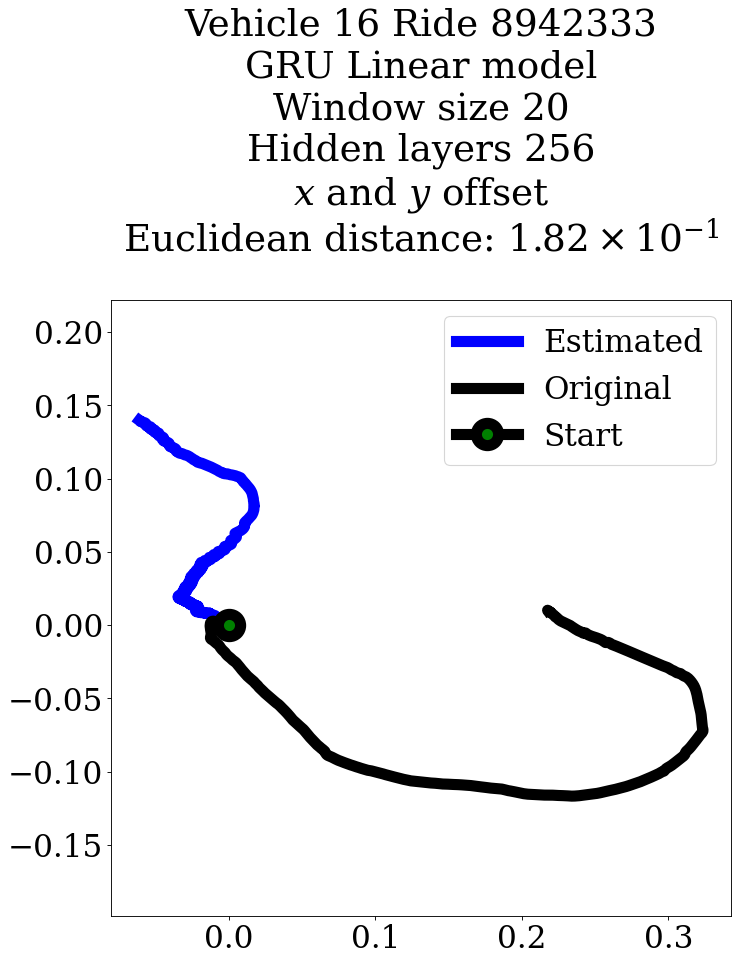 Vehicle 16 Ride 8942333
GRU Linear model
Window size 20
Hidden layers 256
x and y offset
Euclidean distance: 1.82 × 10⁻¹
Estimated
Original
Start
0.20
0.15
0.10
0.05
0.00
−0.05
−0.10
−0.15
0.0 0.1 0.2 0.3